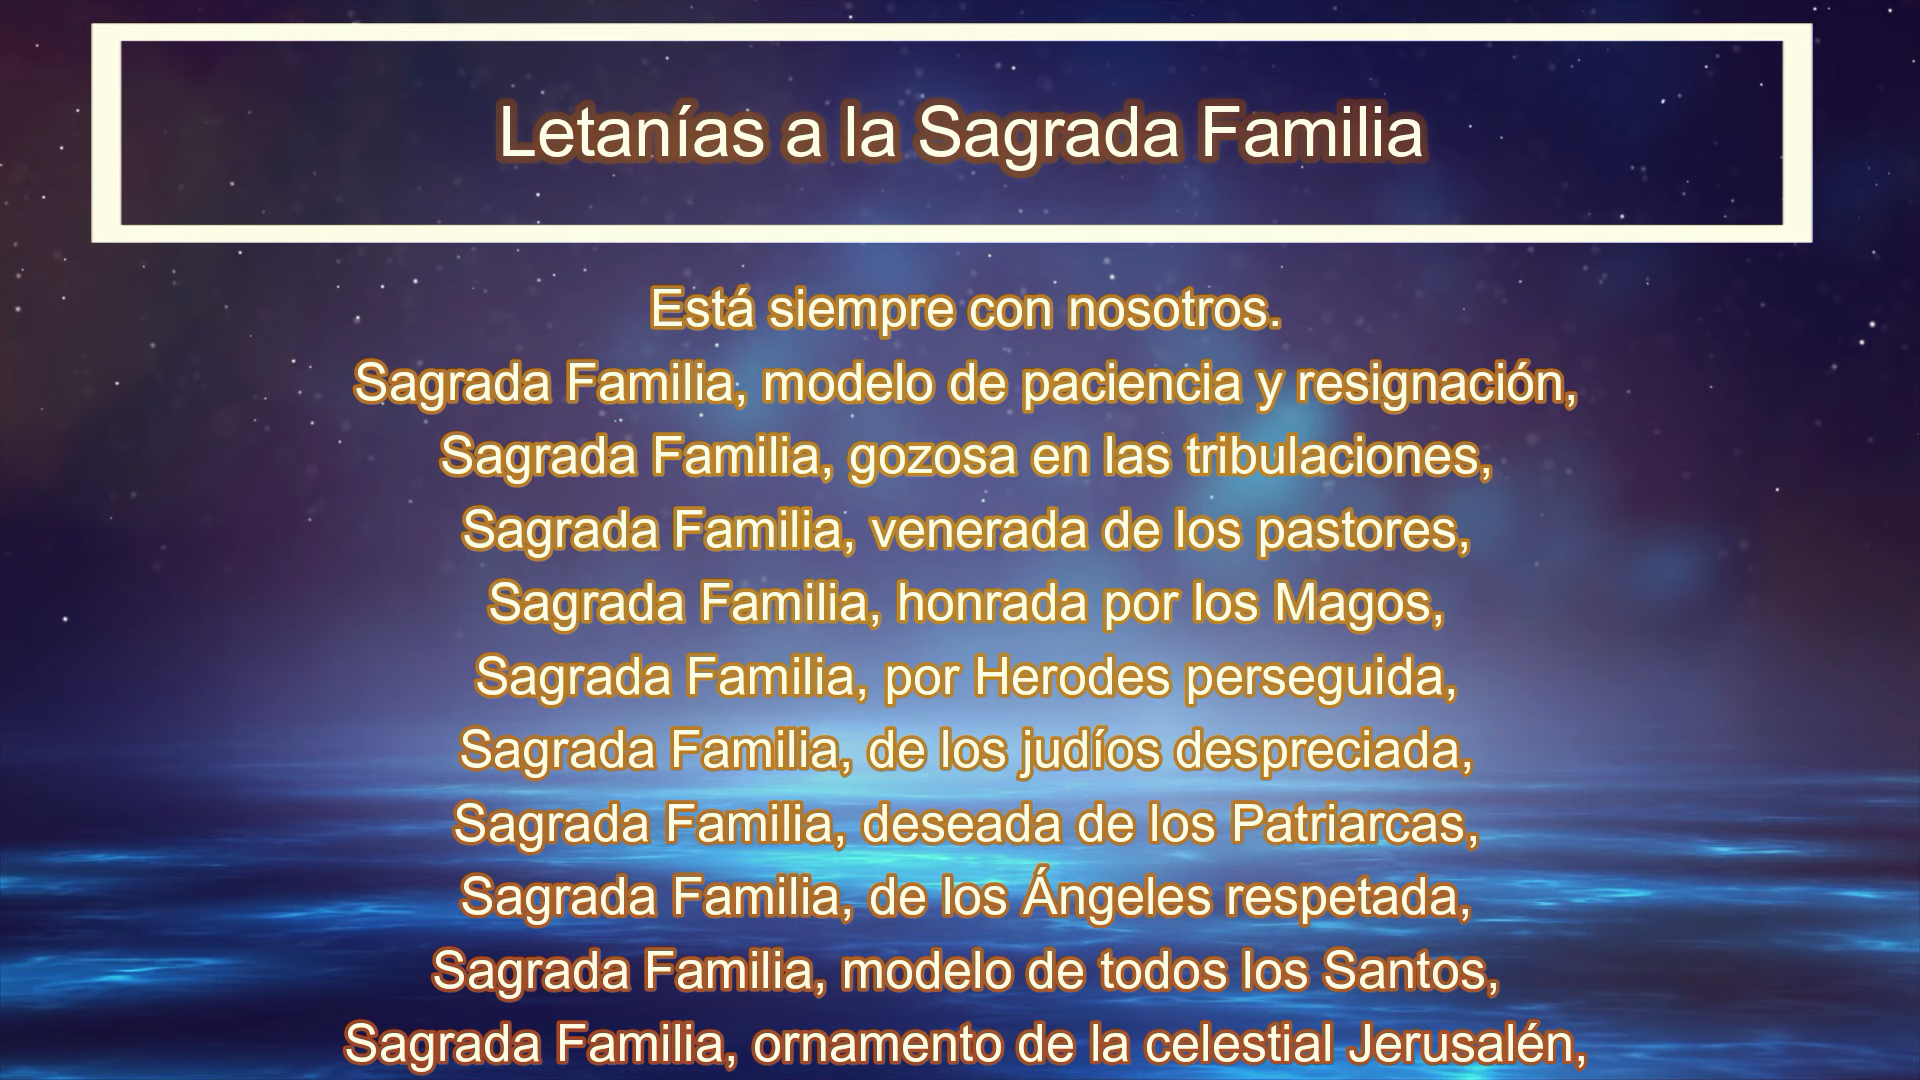 Letanías a la Sagrada Familia
Está siempre con nosotros.
Sagrada Familia, modelo de paciencia y resignación,
Sagrada Familia, gozosa en las tribulaciones,
Sagrada Familia, venerada de los pastores,
Sagrada Familia, honrada por los Magos,
Sagrada Familia, por Herodes perseguida,
Sagrada Familia, de los judíos despreciada,
Sagrada Familia, deseada de los Patriarcas,
Sagrada Familia, de los Ángeles respetada,
Sagrada Familia, modelo de todos los Santos,
Sagrada Familia, ornamento de la celestial Jerusalén,